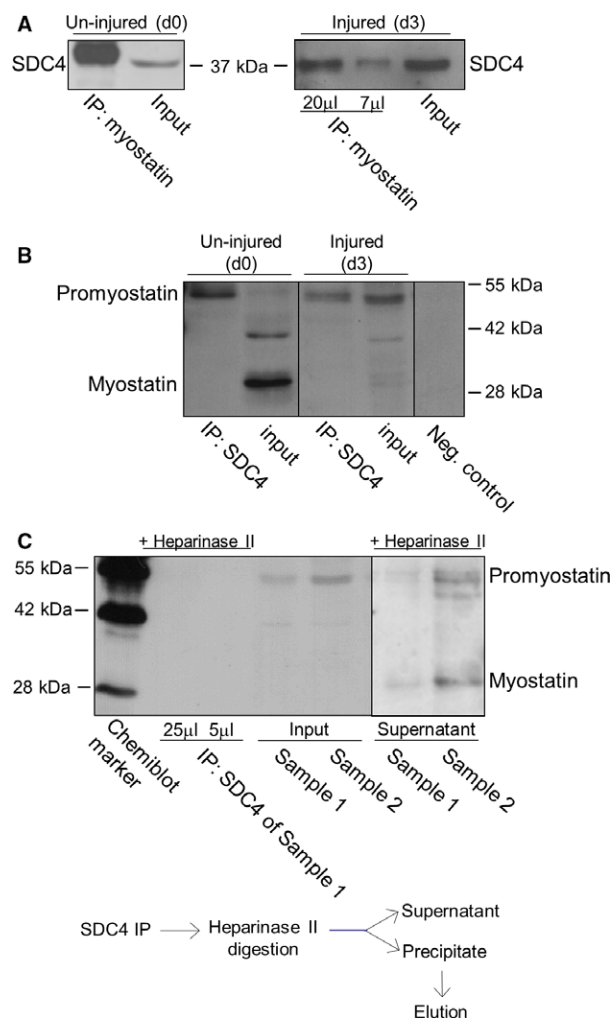 A
Un-injured (d0)
Injured (d3)
SDC4
37 kDa
SDC4
IP: myostatin
Input
20µl 7µl
IP: myostatin
Input
B
Un-injured
(d0)
Injured
(d3)
Promyostatin
Myostatin
55 kDa
42 kDa
28 kDa
IP: SDC4
input
IP: SDC4
input
Neg. control
C
+ Heparinase II
+ Heparinase II
55 kDa
42 kDa
28 kDa
Promyostatin
Myostatin
Chemiblot
marker
25µl 5µl
IP: SDC4 of Sample 1
Input
Sample 1
Sample 2
Supernatant
Sample 1
Sample 2
SDC4 IP
Heparinase II
digestion
Supernatant
Precipitate
Elution